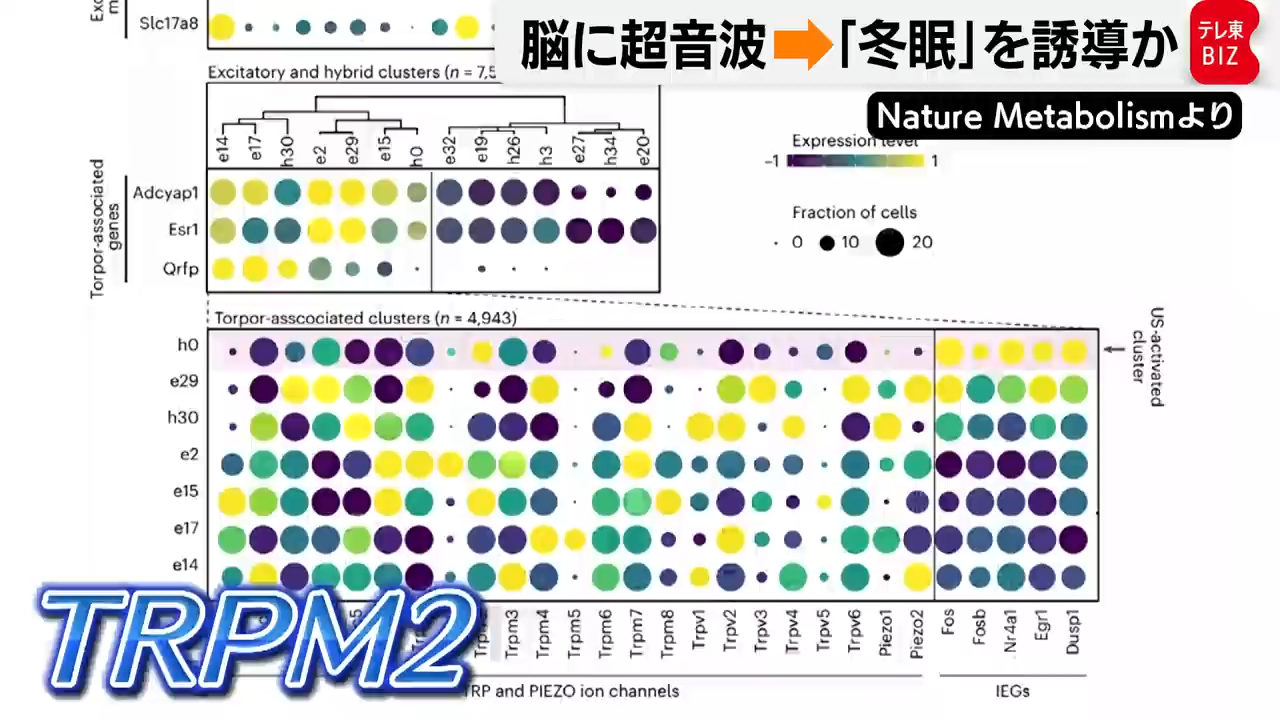 Slc17a8
脳に超音波➡「冬眠」を誘導か
テレ東
BIZ
Nature Metabolismより
Excitatory and hybrid clusters (n = 7,5
e14 e17 h30 e2 e29 e15 h0 e32 e19 h26 h3 e27 h34 e20
Torpor-associated
genes
Adcyap1
Esr1
Qrfp
Expression level
−1 1
Fraction of cells
0 10 20
Torpor-asscociated clusters (n = 4,943)
h0
e29
h30
e2
e15
e17
e14
US-activated
cluster
TRPM2
Trpm3 Trpm4 Trpm5 Trpm6 Trpm7 Trpm8 Trpv1 Trpv2 Trpv3 Trpv4 Trpv5 Trpv6 Piezo1 Piezo2 Fos Fosb Nr4a1 Egr1 Dusp1
TRP and PIEZO ion channels
IEGs